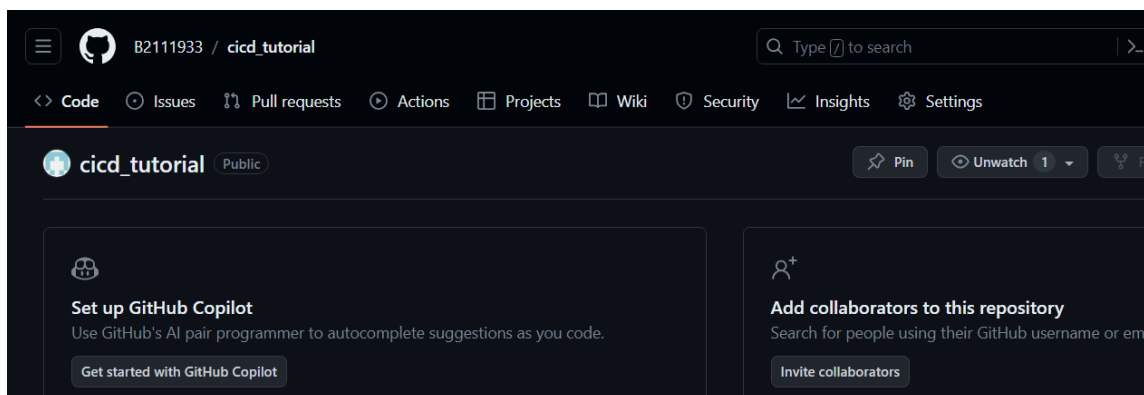 B2111933 / cicd_tutorial
Type / to search
Code Issues Pull requests Actions Projects Wiki Security Insights Settings
cicd_tutorial Public
Pin Unwatch 1
Set up GitHub Copilot
Use GitHub's AI pair programmer to autocomplete suggestions as you code.
Get started with GitHub Copilot
Add collaborators to this repository
Search for people using their GitHub username or em
Invite collaborators